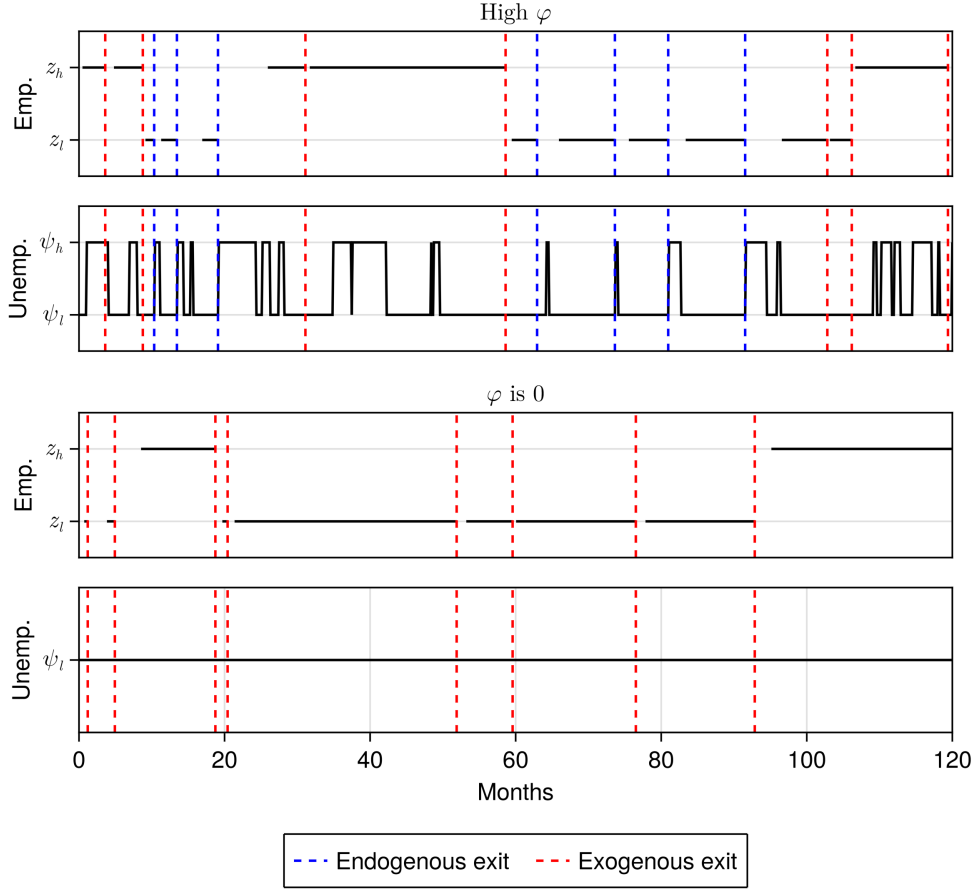 High φ
Emp.
z_h
z_l
Unemp.
ψ_h
ψ_l
φ is 0
Emp.
z_h
z_l
Unemp.
ψ_l
0 20 40 60 80 100 120
Months
Endogenous exit Exogenous exit